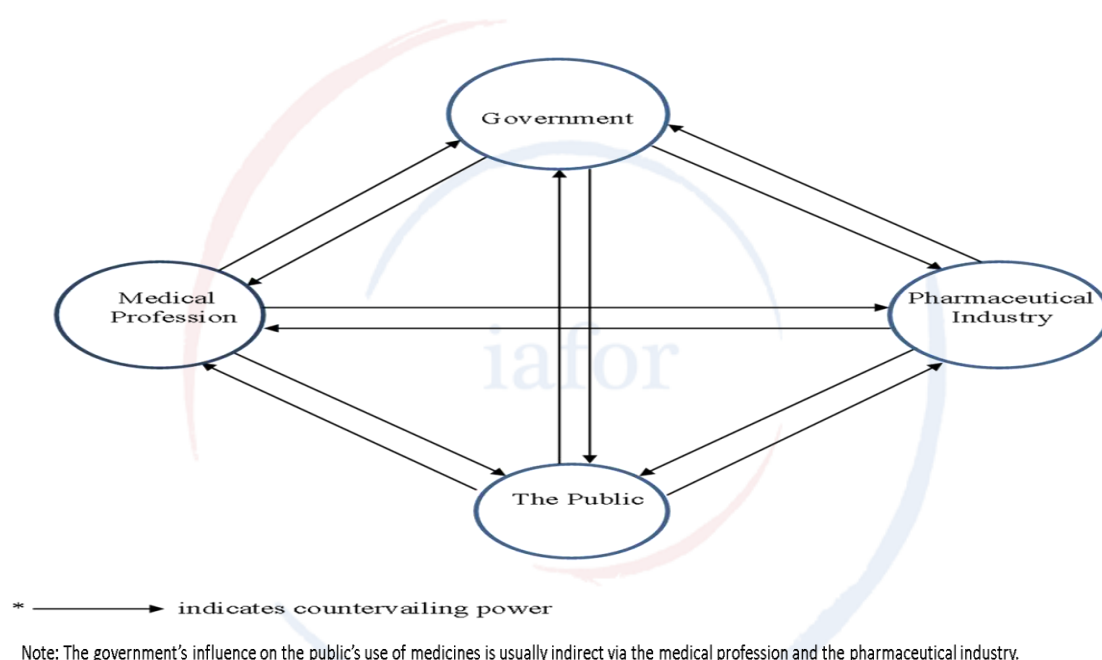 Government
Medical
Profession
Pharmaceutical
Industry
iafor
The Public
* indicates countervailing power
Note: The government's influence on the public's use of medicines is usually indirect via the medical profession and the pharmaceutical industry.